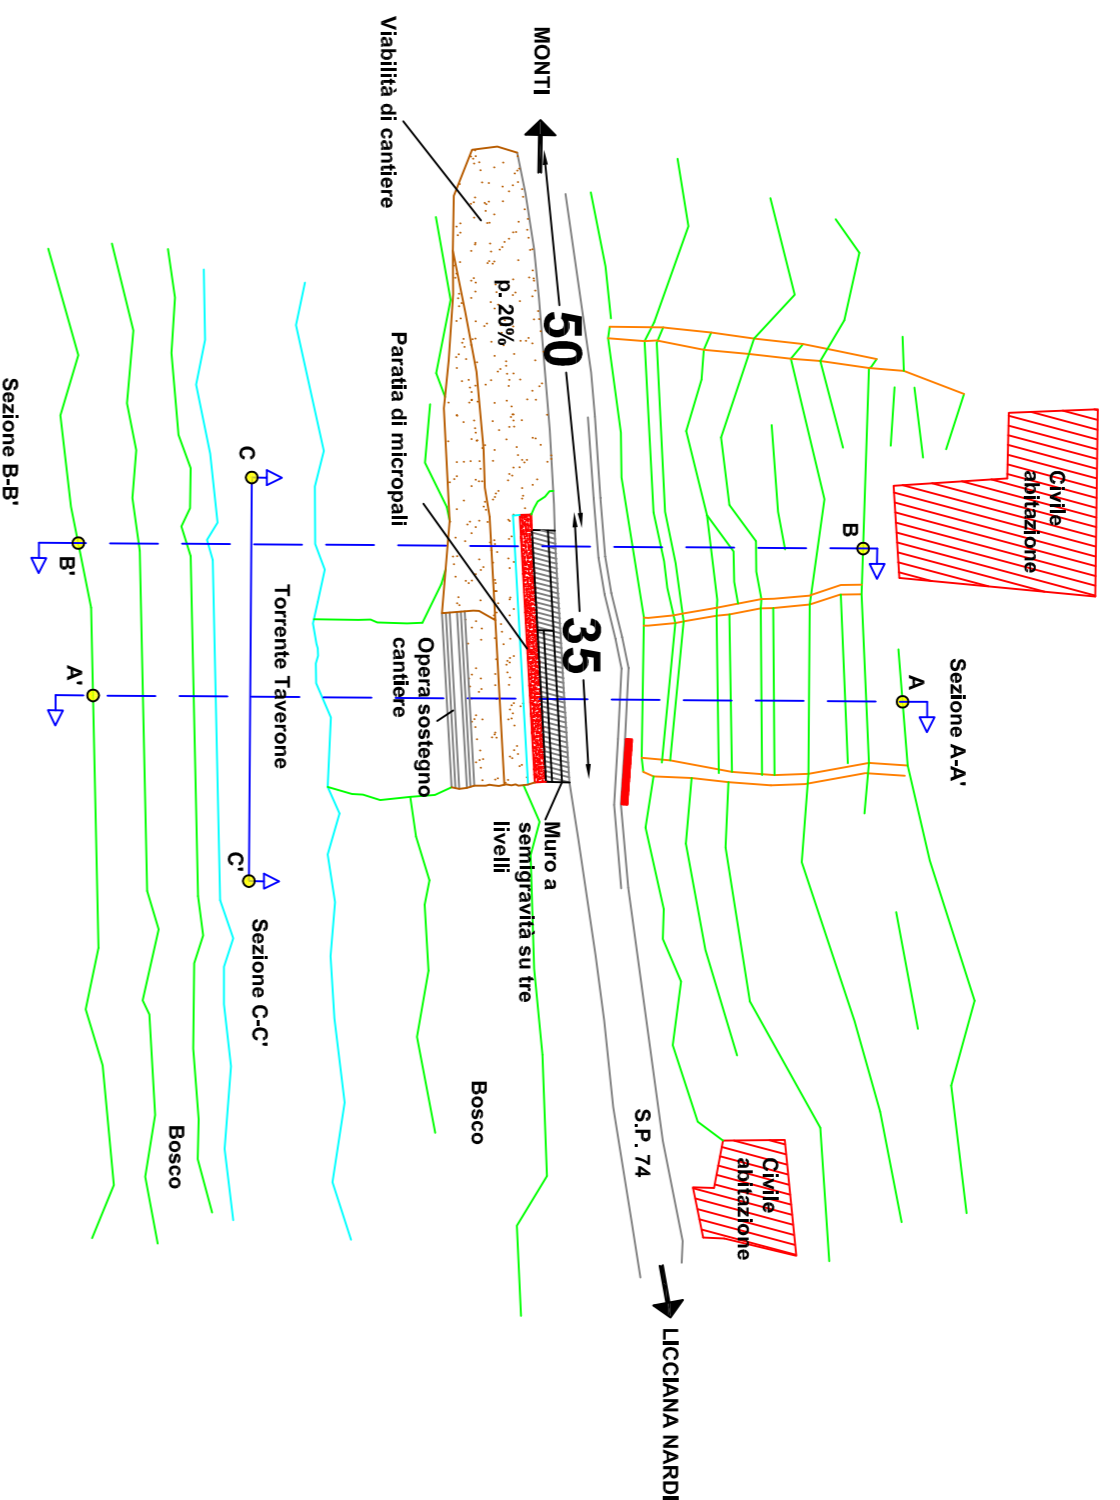 MONTI
Viabilità di cantiere
p. 20%
50
Paratia di micropali
35
Civile
abitazione
B
A
Sezione A-A'
Sezione B-B'
B'
A'
C
Torrente Taverone
C'
Sezione C-C'
Opera sostegno
cantiere
Muro a
semigravità su tre
livelli
Bosco
Bosco
S.P. 74
Civile
abitazione
LICCIANA NARDI